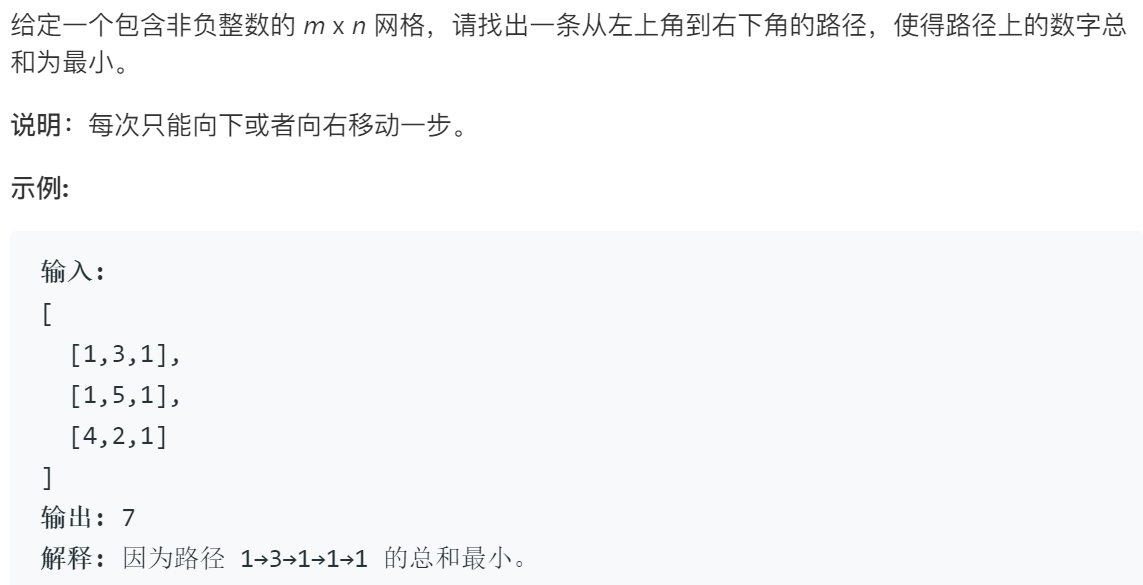 给定一个包含非负整数的 m x n 网格，请找出一条从左上角到右下角的路径，使得路径上的数字总
和为最小。
说明：每次只能向下或者向右移动一步。
示例:
输入:
[
  [1,3,1],
  [1,5,1],
  [4,2,1]
]
输出: 7
解释: 因为路径 1→3→1→1→1 的总和最小。